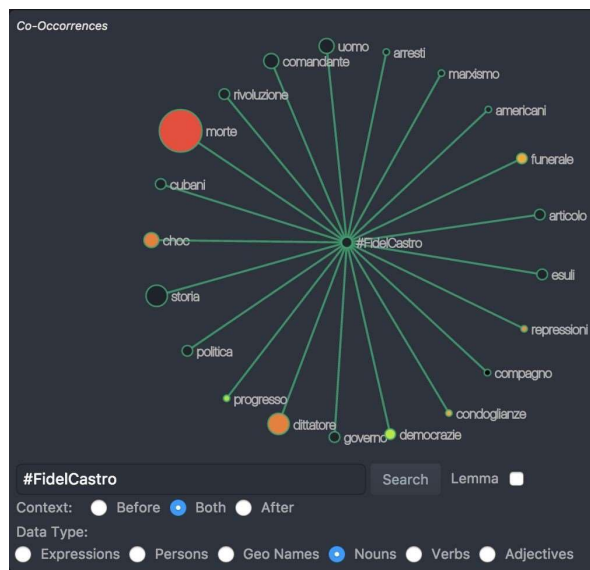 Co-Occorrences
uomo
arresti
comandante
marxismo
rivoluzione
americani
morte
funerale
cubani
articolo
choc
#FidelCastro
esuli
storia
repressioni
politica
compagno
progresso
condoglianze
dittatore
governo
democrazie
#FidelCastro Search Lemma
Context: Before Both After
Data Type:
Expressions Persons Geo Names Nouns Verbs Adjectives